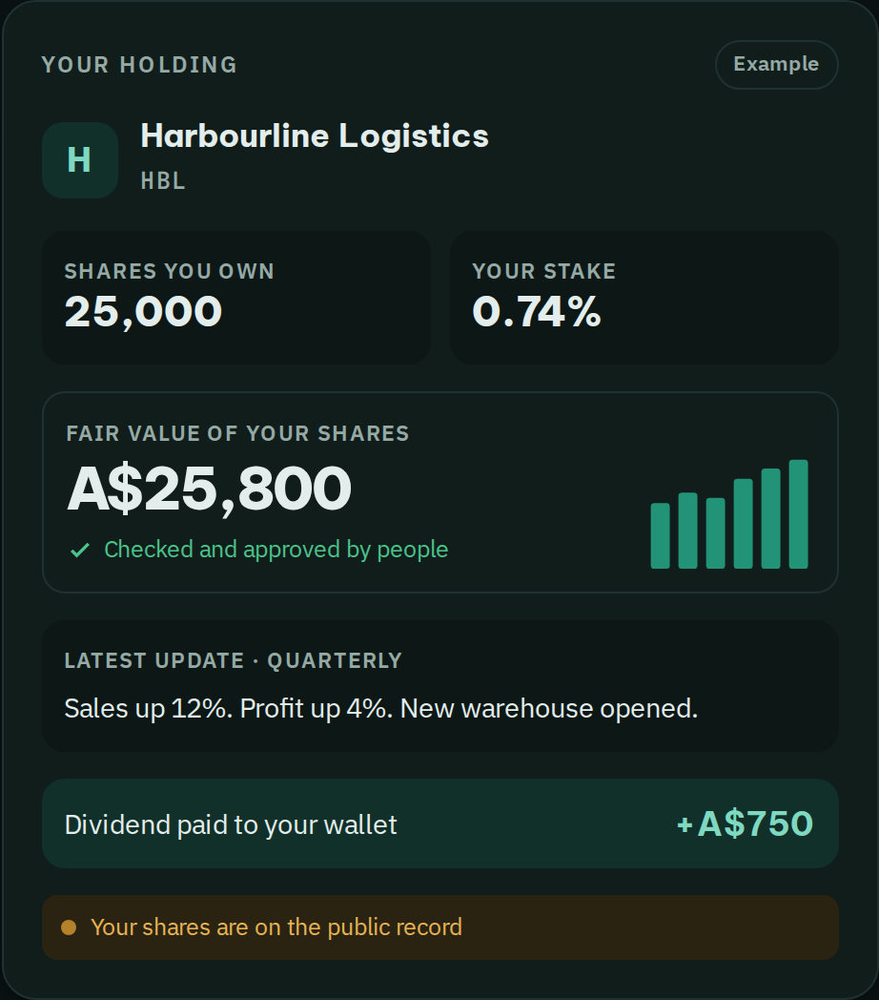 YOUR HOLDING
Example
H
Harbourline Logistics
HBL
SHARES YOU OWN
25,000
YOUR STAKE
0.74%
FAIR VALUE OF YOUR SHARES
A$25,800
Checked and approved by people
LATEST UPDATE · QUARTERLY
Sales up 12%. Profit up 4%. New warehouse opened.
Dividend paid to your wallet
+A$750
Your shares are on the public record